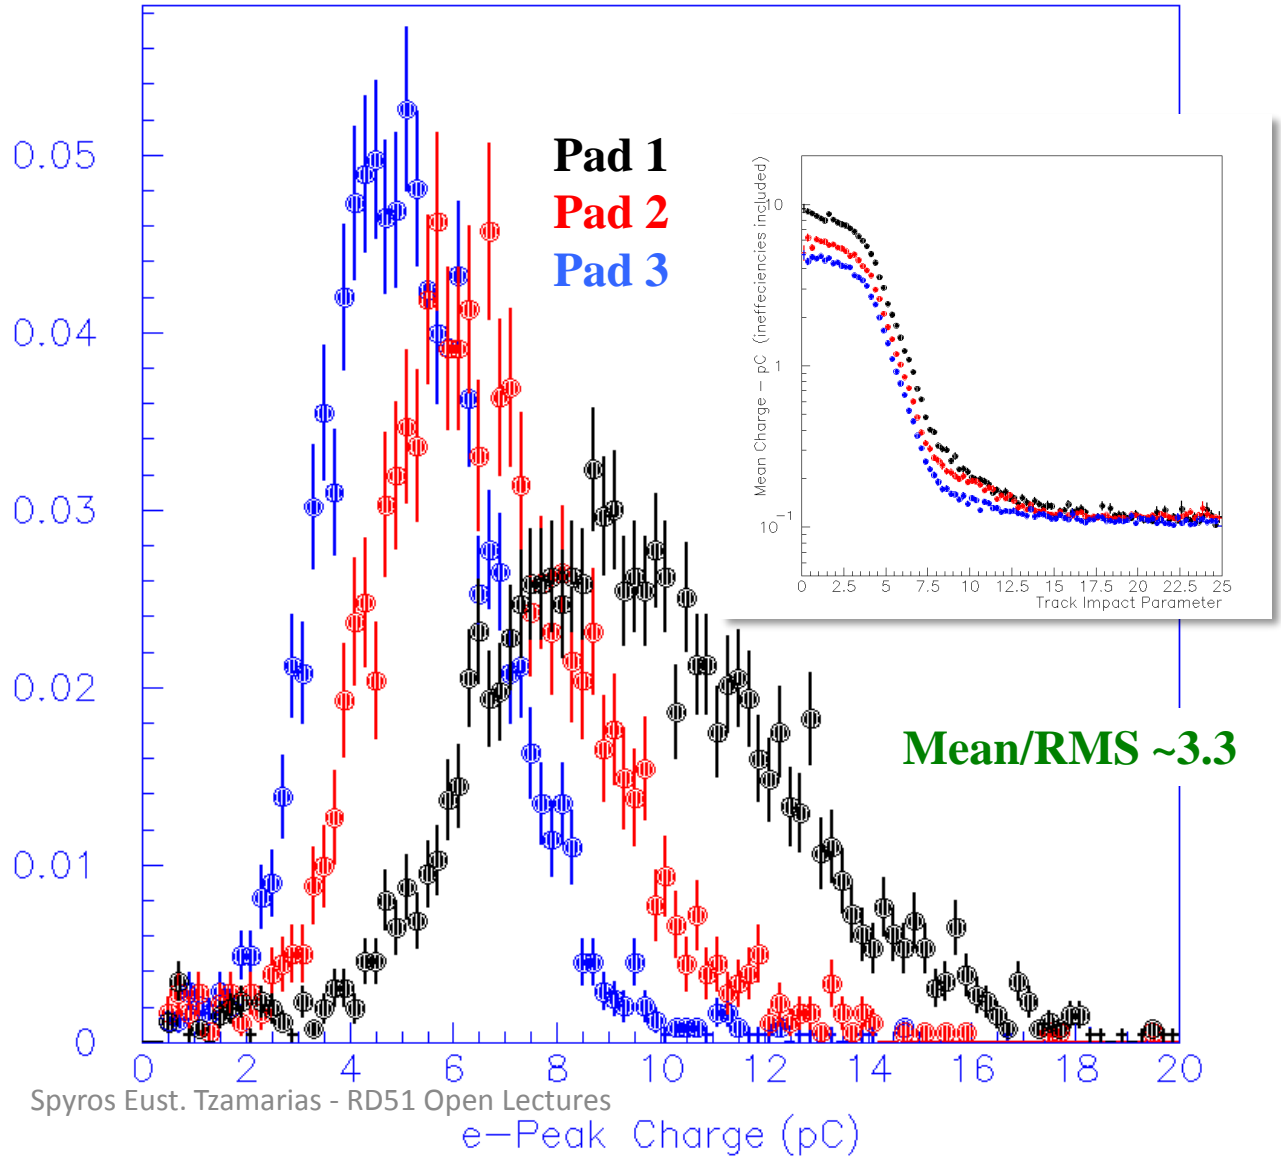 0.05
0.04
0.03
0.02
0.01
0
0 2 4 6 8 10 12 14 16 18 20
e-Peak Charge (pC)
Pad 1
Pad 2
Pad 3
Mean Charge - pC (ineffeciencies included)
10
1
10^-1
0 2.5 5 7.5 10 12.5 15 17.5 20 22.5 25
Track Impact Parameter
Mean/RMS ~3.3
Spyros Eust. Tzamarias - RD51 Open Lectures